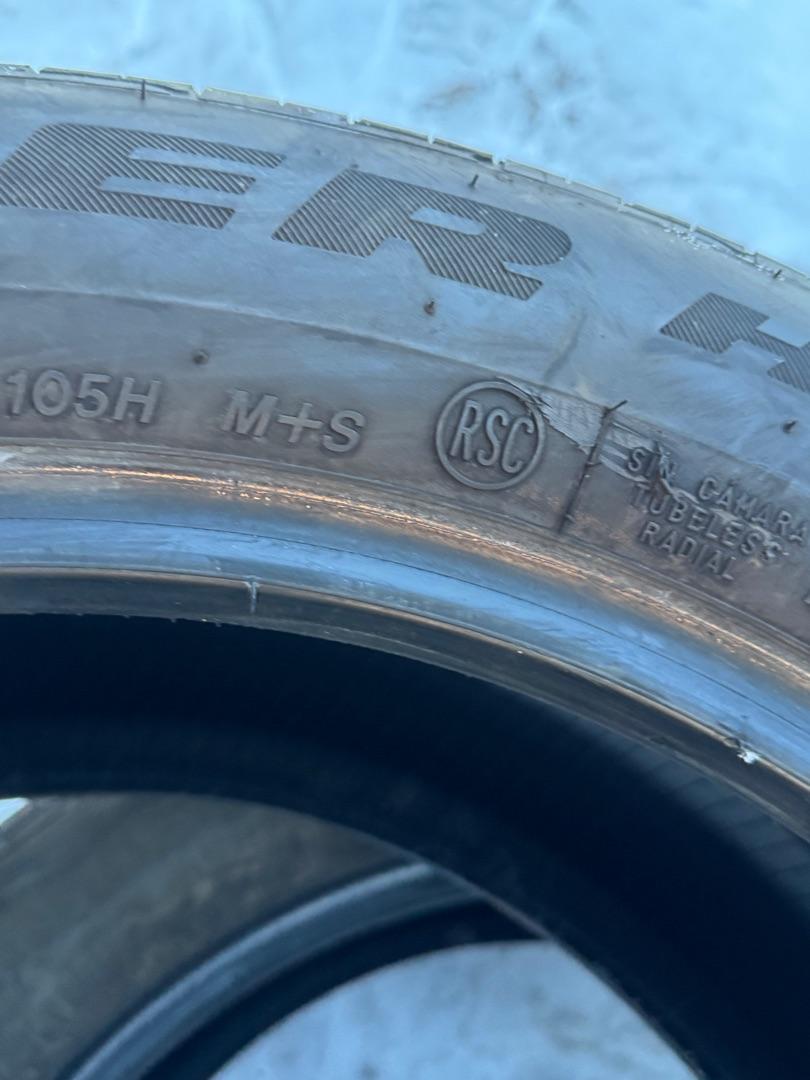 ER H
105H M+S RSC
SIN CAMARA
TUBELESS
RADIAL